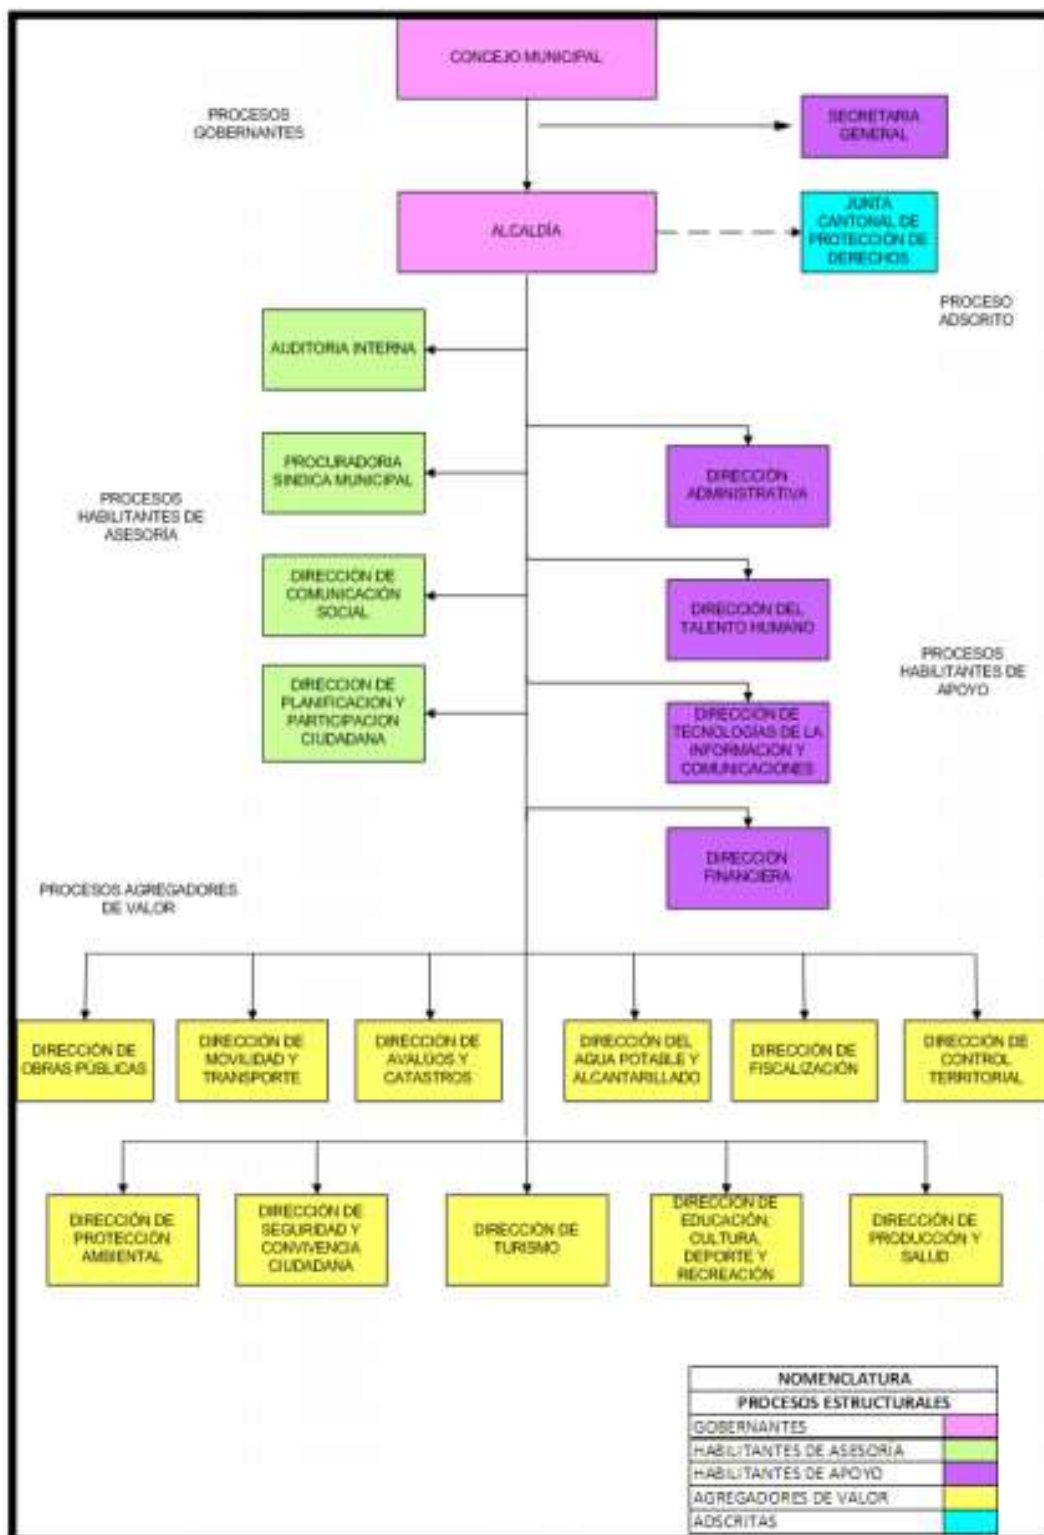 CONCEJO MUNICIPAL
PROCESOS
GOBERNANTES
SECRETARIA
GENERAL
ALCALDÍA
JUNTA
CANTONAL DE
PROTECCIÓN DE
DERECHOS
PROCESO
ADSCRITO
AUDITORIA INTERNA
PROCURADORIA
SINDICA MUNICIPAL
DIRECCIÓN
ADMINISTRATIVA
PROCESOS
HABILITANTES DE
ASESORÍA
DIRECCIÓN DE
COMUNICACIÓN
SOCIAL
DIRECCIÓN DEL
TALENTO HUMANO
PROCESOS
HABILITANTES DE
APOYO
DIRECCION DE
PLANIFICACION Y
PARTICIPACION
CIUDADANA
DIRECCIÓN DE
TECNOLOGÍAS DE LA
INFORMACIÓN Y
COMUNICACIONES
DIRECCIÓN
FINANCIERA
PROCESOS AGREGADORES
DE VALOR
DIRECCIÓN DE
OBRAS PÚBLICAS
DIRECCIÓN DE
MOVILIDAD Y
TRANSPORTE
DIRECCIÓN DE
AVALÚOS Y
CATASTROS
DIRECCIÓN DEL
AGUA POTABLE Y
ALCANTARILLADO
DIRECCIÓN DE
FISCALIZACIÓN
DIRECCIÓN DE
CONTROL
TERRITORIAL
DIRECCIÓN DE
PROTECCIÓN
AMBIENTAL
DIRECCIÓN DE
SEGURIDAD Y
CONVIVENCIA
CIUDADANA
DIRECCIÓN DE
TURISMO
DIRECCIÓN DE
EDUCACIÓN,
CULTURA,
DEPORTE Y
RECREACIÓN
DIRECCIÓN DE
PRODUCCIÓN Y
SALUD
NOMENCLATURA
PROCESOS ESTRUCTURALES
GOBERNANTES
HABILITANTES DE ASESORÍA
HABILITANTES DE APOYO
AGREGADORES DE VALOR
ADSCRITAS